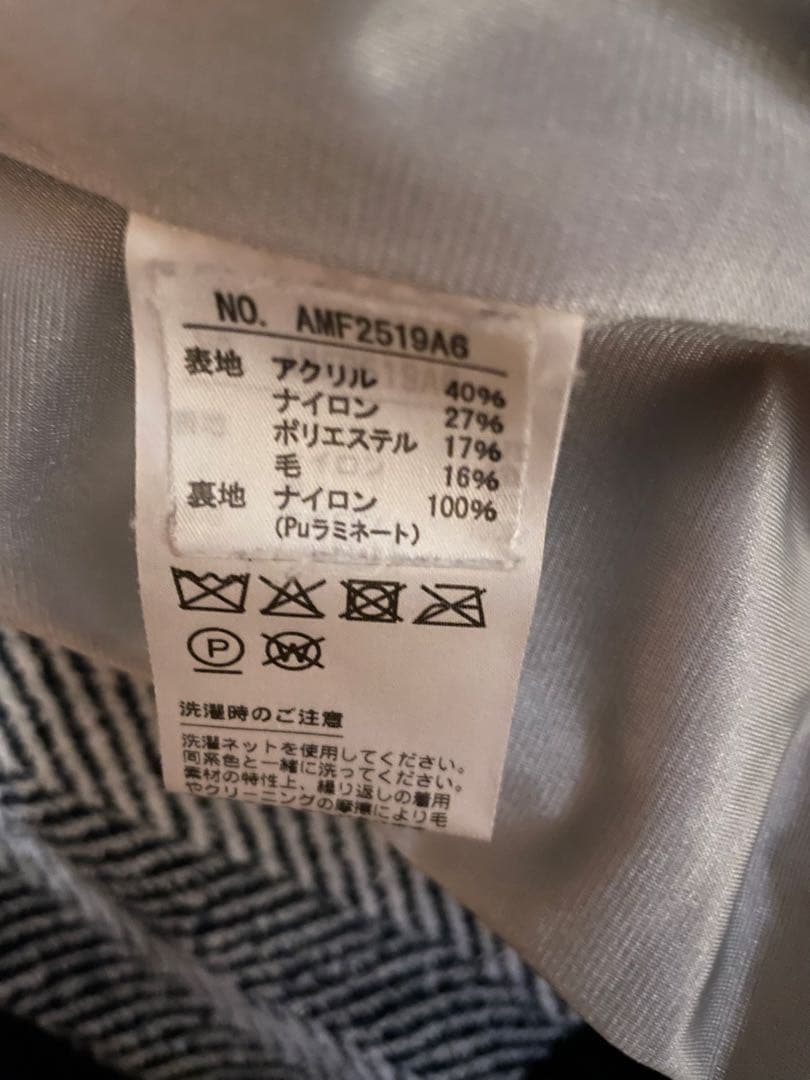 NO. AMF2519A6
表地 アクリル 40%
ナイロン 27%
ポリエステル 17%
毛 16%
裏地 ナイロン 100%
(Puラミネート)
P
W
洗濯時のご注意
洗濯ネットを使用してください。
同系色と一緒に洗ってください。
素材の特性上、繰り返しの着用
やクリーニングの摩擦により毛